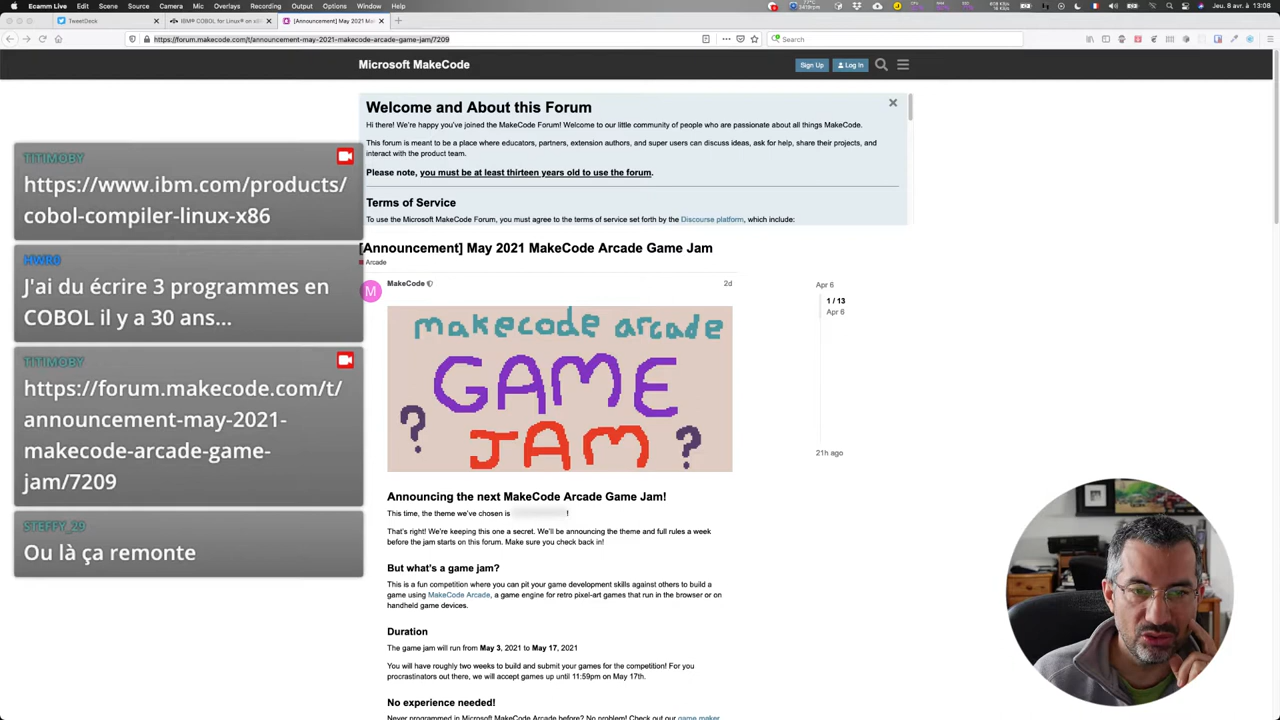 Ecamm Live File Edit Scene Source Camera Mic Overlays Recording Output Options Window Help
Jeu. 8 avr. à 13:08
TweetDeck
IBM® COBOL for Linux® on x86
[Announcement] May 2021 Mak
https://forum.makecode.com/t/announcement-may-2021-makecode-arcade-game-jam/7209
Search
Microsoft MakeCode
Sign Up
Log In
Welcome and About this Forum
Hi there! We're happy you've joined the MakeCode Forum! Welcome to our little community of people who are passionate about all things MakeCode.
This forum is meant to be a place where educators, partners, extension authors, and super users can discuss ideas, ask for help, share their projects, and
interact with the product team.
Please note, you must be at least thirteen years old to use the forum.
Terms of Service
To use the Microsoft MakeCode Forum, you must agree to the terms of service set forth by the Discourse platform, which include:
TITIMOBY
https://www.ibm.com/products/
cobol-compiler-linux-x86
HWR0
J'ai du écrire 3 programmes en
COBOL il y a 30 ans...
TITIMOBY
https://forum.makecode.com/t/
announcement-may-2021-
makecode-arcade-game-
jam/7209
STEFFY_29
Ou là ça remonte
[Announcement] May 2021 MakeCode Arcade Game Jam
Arcade
M
MakeCode
2d
Apr 6
1 / 13
Apr 6
21h ago
makecode arcade
GAME
? JAM ?
Announcing the next MakeCode Arcade Game Jam!
This time, the theme we've chosen is !
That's right! We're keeping this one a secret. We'll be announcing the theme and full rules a week
before the jam starts on this forum. Make sure you check back in!
But what's a game jam?
This is a fun competition where you can pit your game development skills against others to build a
game using MakeCode Arcade, a game engine for retro pixel-art games that run in the browser or on
handheld game devices.
Duration
The game jam will run from May 3, 2021 to May 17, 2021
You will have roughly two weeks to build and submit your games for the competition! For you
procrastinators out there, we will accept games up until 11:59pm on May 17th.
No experience needed!
Never programmed in Microsoft MakeCode Arcade before? No problem! Check out our game maker